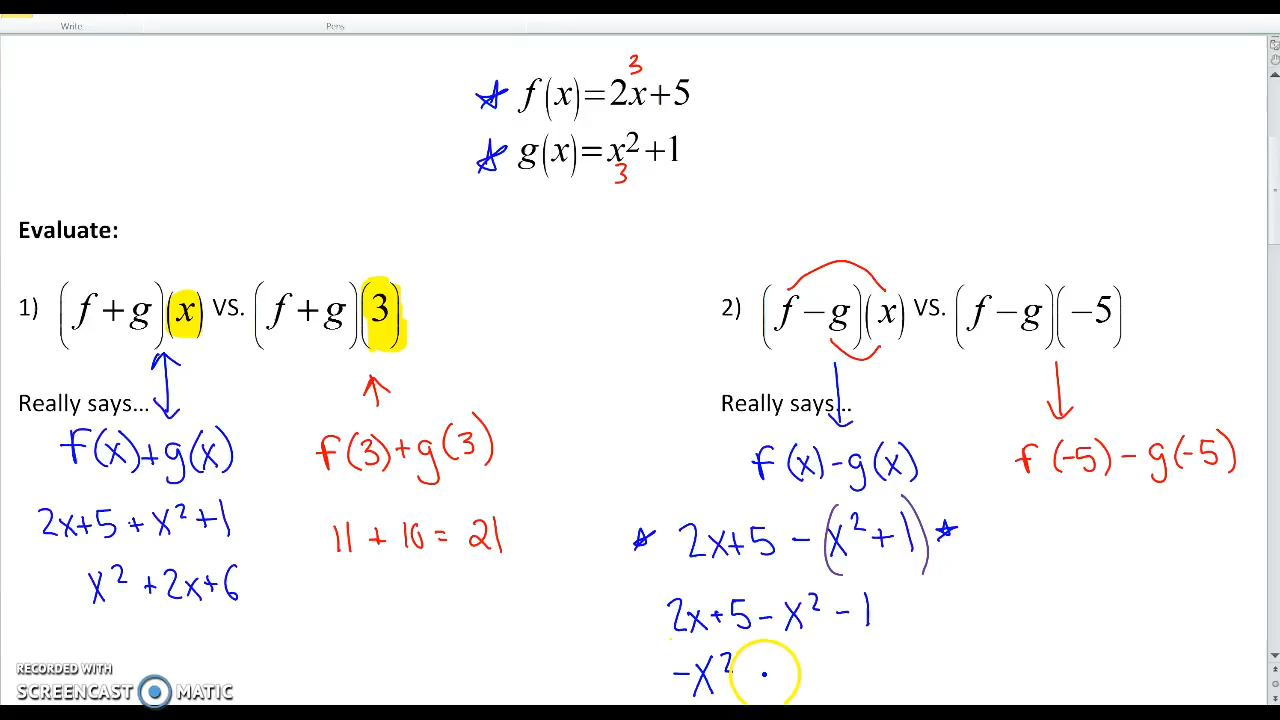 Write Pens
3
f(x)=2x+5
g(x)=x²+1
3
Evaluate:
1) (f+g)(x) VS. (f+g)(3)
2) (f−g)(x) VS. (f−g)(−5)
Really says...
f(x)+g(x)
2x+5+x²+1
x²+2x+6
f(3)+g(3)
11+10=21
Really says...
f(x)-g(x)
2x+5-(x²+1)
2x+5-x²-1
-x²
f(-5)-g(-5)
RECORDED WITH
SCREENCAST MATIC